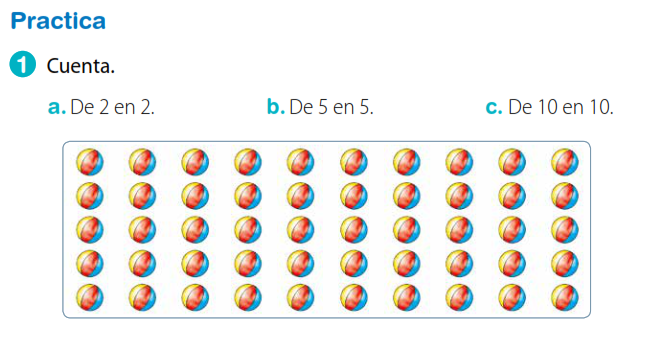 Practica
1 Cuenta.
a. De 2 en 2. b. De 5 en 5. c. De 10 en 10.